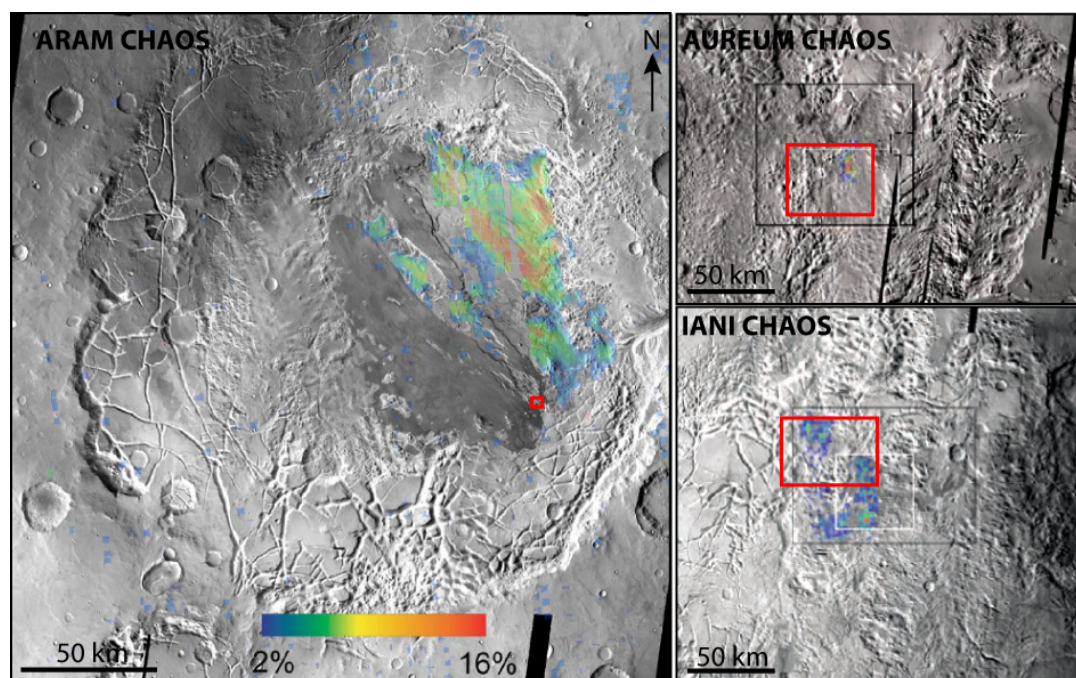 ARAM CHAOS
N
50 km
2%
16%
AUREUM CHAOS
50 km
IANI CHAOS
50 km